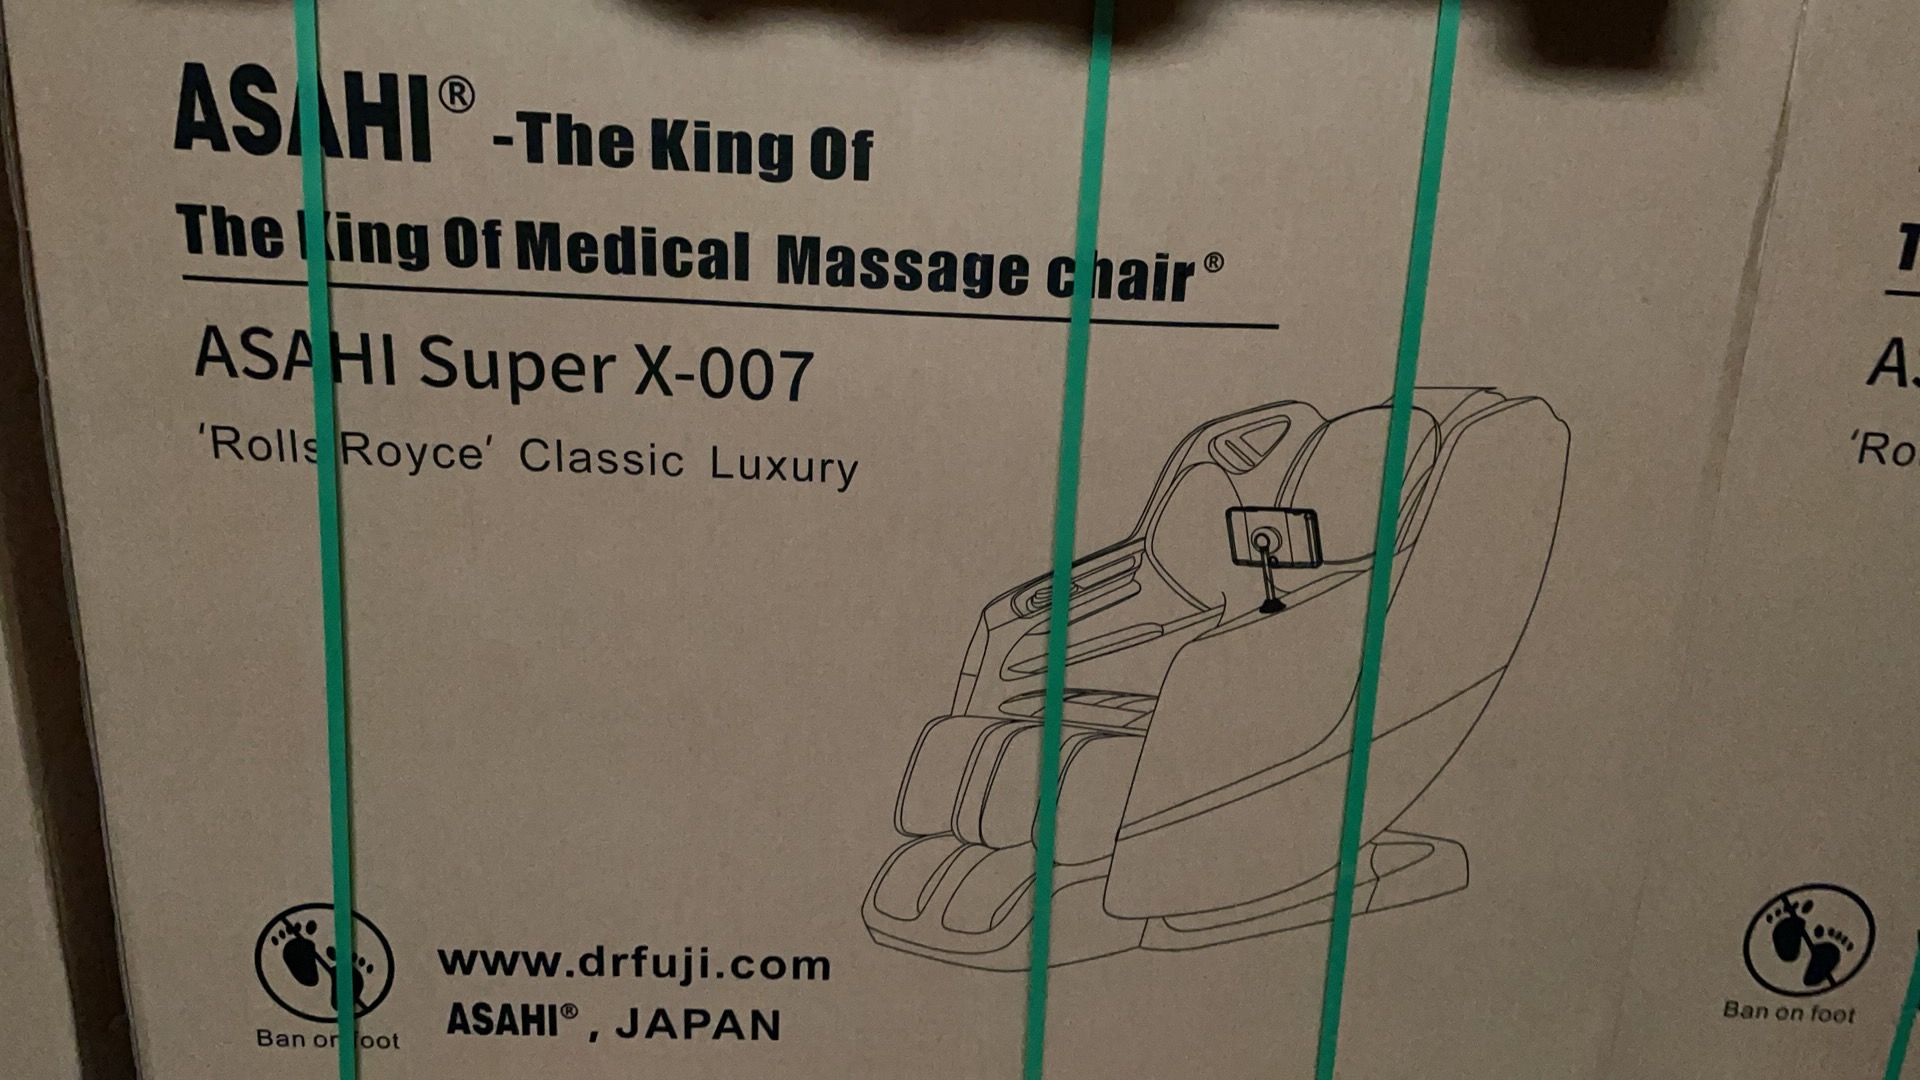 ASAHI® -The King Of
The King Of Medical Massage chair®
ASAHI Super X-007
'Rolls Royce' Classic Luxury
www.drfuji.com
ASAHI® , JAPAN
Ban on foot
T
A
'Ro
Ban on foot